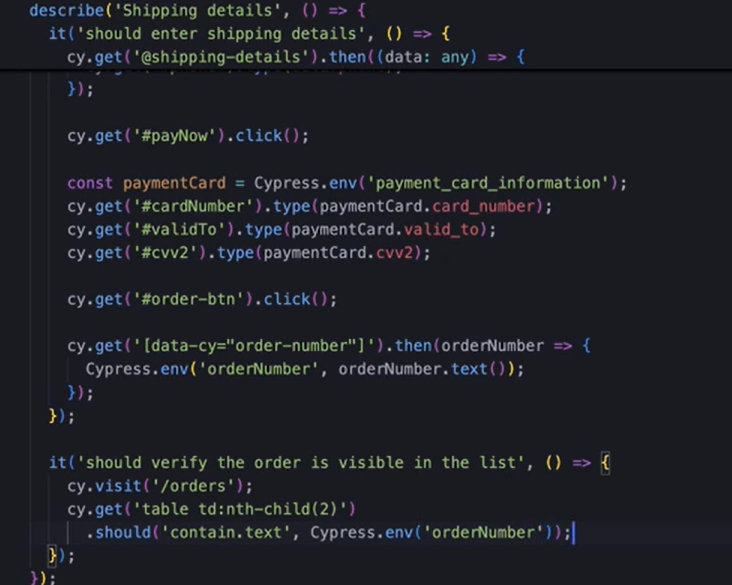 describe('Shipping details', () => {
it('should enter shipping details', () => {
cy.get('@shipping-details').then((data: any) => {
});
cy.get('#payNow').click();
const paymentCard = Cypress.env('payment_card_information');
cy.get('#cardNumber').type(paymentCard.card_number);
cy.get('#validTo').type(paymentCard.valid_to);
cy.get('#cvv2').type(paymentCard.cvv2);
cy.get('#order-btn').click();
cy.get('[data-cy="order-number"]').then(orderNumber => {
Cypress.env('orderNumber', orderNumber.text());
});
});
it('should verify the order is visible in the list', () => {
cy.visit('/orders');
cy.get('table td:nth-child(2)')
.should('contain.text', Cypress.env('orderNumber'));
});
});